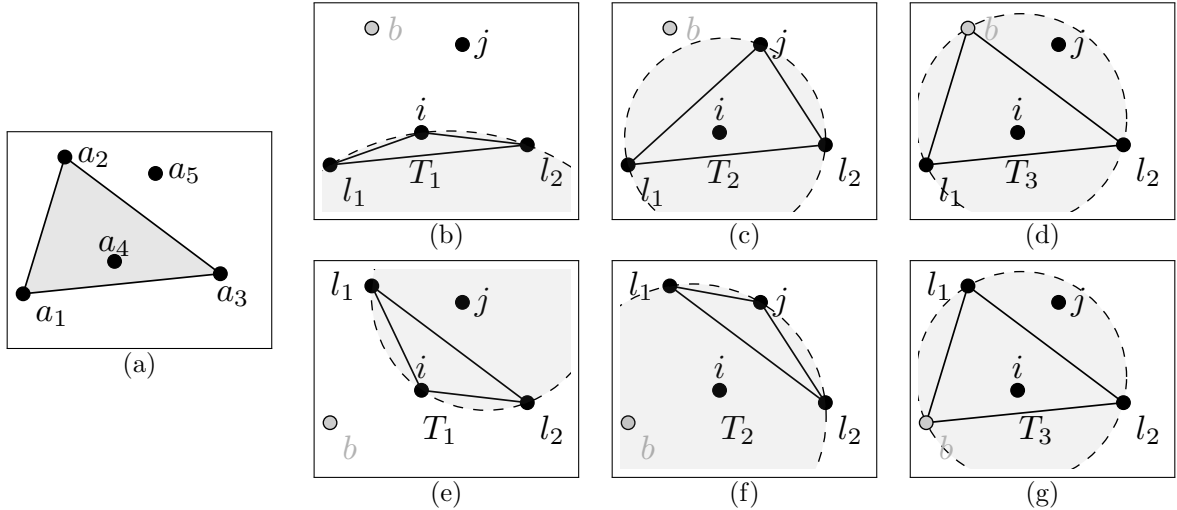 a₂
a₅
a₄
a₃
a₁
(a)
b
j
i
l₁
T₁
l₂
(b)
b
j
i
l₁
T₂
l₂
(c)
b
j
i
l₁
T₃
l₂
(d)
l₁
j
i
T₁
l₂
b
(e)
l₁
j
i
T₂
l₂
b
(f)
l₁
j
i
T₃
l₂
b
(g)